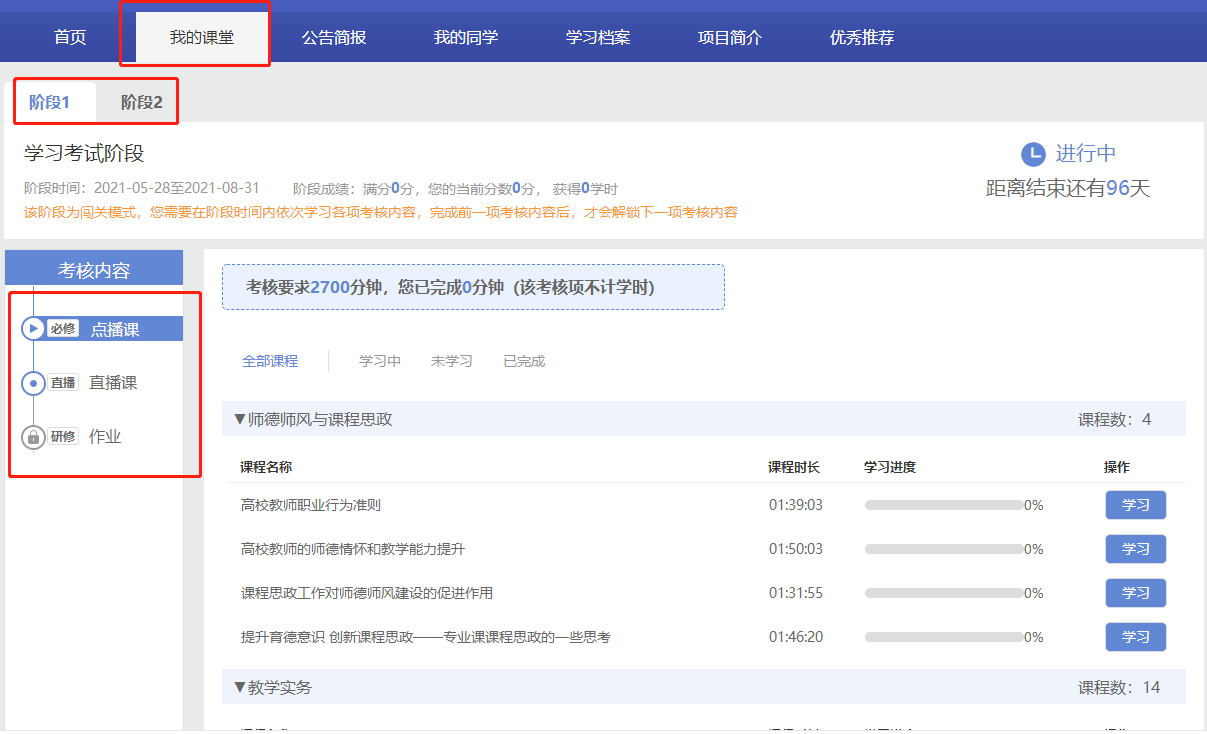 首页 我的课堂 公告简报 我的同学 学习档案 项目简介 优秀推荐
阶段1 阶段2
学习考试阶段
阶段时间：2021-05-28至2021-08-31 阶段成绩：满分0分，您的当前分数0分， 获得0学时
该阶段为闯关模式，您需要在阶段时间内依次学习各项考核内容，完成前一项考核内容后，才会解锁下一项考核内容
进行中
距离结束还有96天
考核内容
必修 点播课
直播 直播课
研修 作业
考核要求2700分钟，您已完成0分钟（该考核项不计学时）
全部课程 学习中 未学习 已完成
▼师德师风与课程思政 课程数：4
课程名称 课程时长 学习进度 操作
高校教师职业行为准则 01:39:03 0% 学习
高校教师的师德情怀和教学能力提升 01:50:03 0% 学习
课程思政工作对师德师风建设的促进作用 01:31:55 0% 学习
提升育德意识 创新课程思政——专业课课程思政的一些思考 01:46:20 0% 学习
▼教学实务 课程数：14